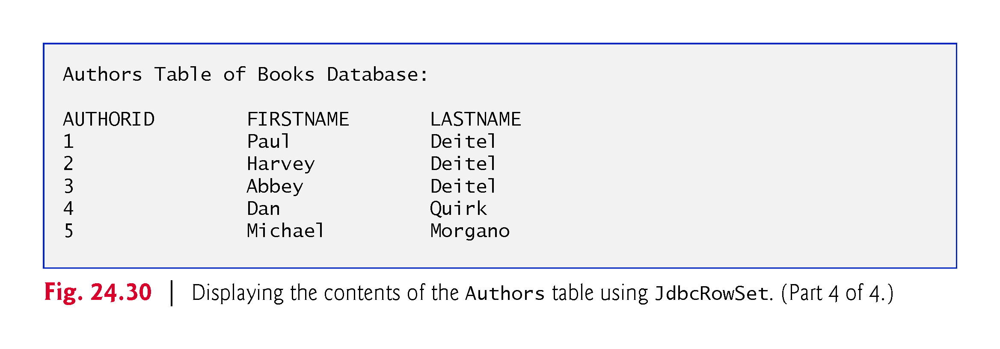 Authors Table of Books Database:
AUTHORID FIRSTNAME LASTNAME
1 Paul Deitel
2 Harvey Deitel
3 Abbey Deitel
4 Dan Quirk
5 Michael Morgano
Fig. 24.30 | Displaying the contents of the Authors table using JdbcRowSet. (Part 4 of 4.)